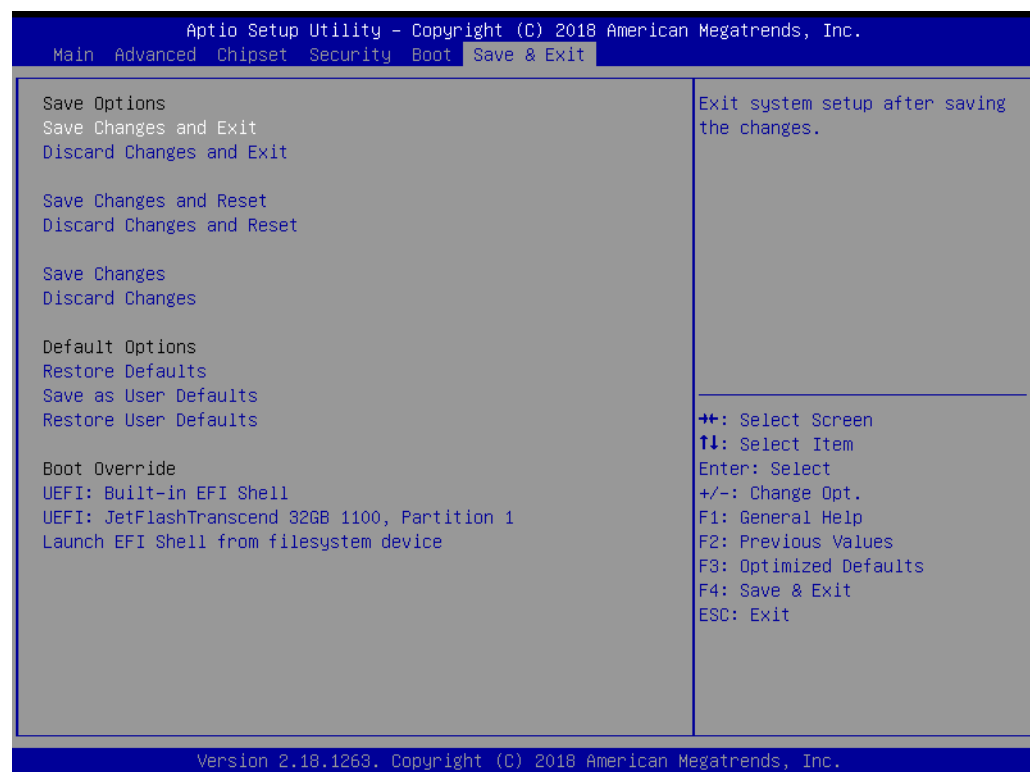 Aptio Setup Utility – Copyright (C) 2018 American Megatrends, Inc.
Main Advanced Chipset Security Boot Save & Exit
Save Options
Save Changes and Exit
Discard Changes and Exit
Save Changes and Reset
Discard Changes and Reset
Save Changes
Discard Changes
Default Options
Restore Defaults
Save as User Defaults
Restore User Defaults
Boot Override
UEFI: Built-in EFI Shell
UEFI: JetFlashTranscend 32GB 1100, Partition 1
Launch EFI Shell from filesystem device
Exit system setup after saving
the changes.
→←: Select Screen
↑↓: Select Item
Enter: Select
+/-: Change Opt.
F1: General Help
F2: Previous Values
F3: Optimized Defaults
F4: Save & Exit
ESC: Exit
Version 2.18.1263. Copyright (C) 2018 American Megatrends, Inc.